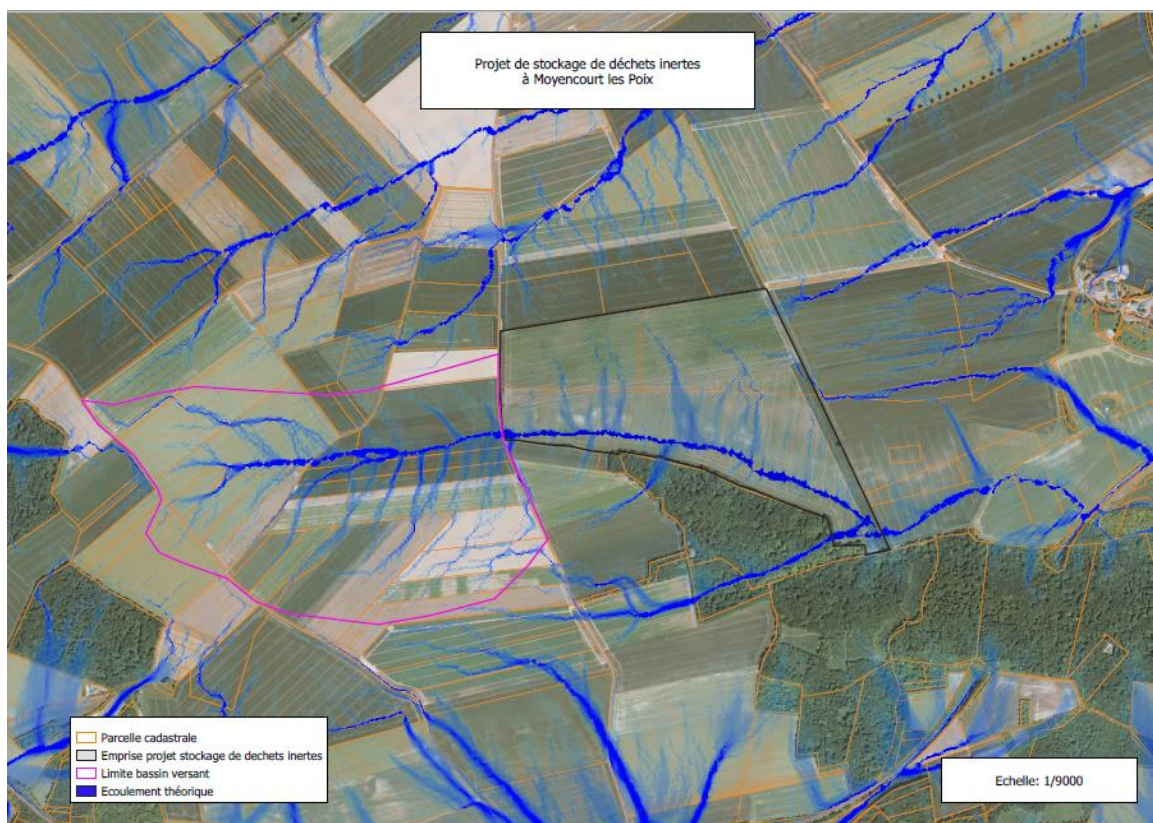 Projet de stockage de déchets inertes
à Moyencourt les Poix
Parcelle cadastrale
Emprise projet stockage de dechets inertes
Limite bassin versant
Ecoulement théorique
Echelle: 1/9000